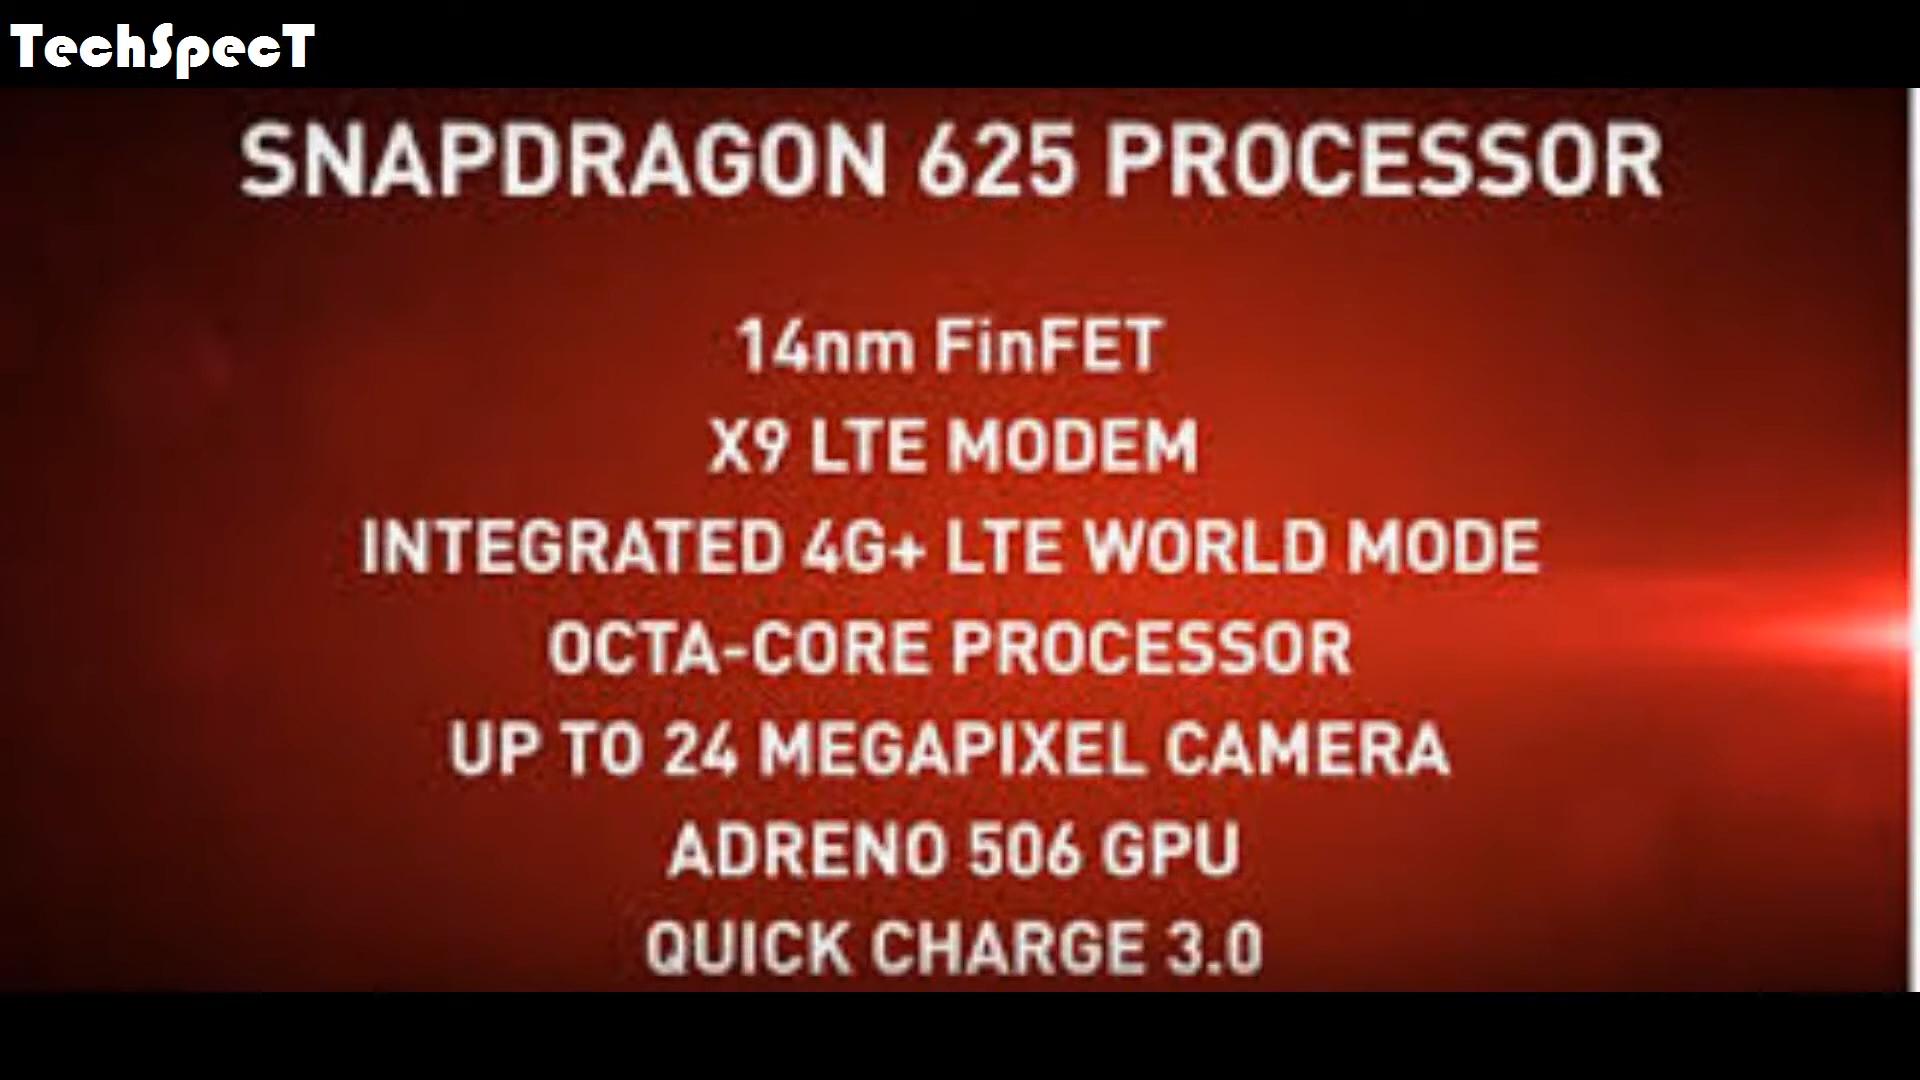 TechSpecT
SNAPDRAGON 625 PROCESSOR
14nm FinFET
X9 LTE MODEM
INTEGRATED 4G+ LTE WORLD MODE
OCTA-CORE PROCESSOR
UP TO 24 MEGAPIXEL CAMERA
ADRENO 506 GPU
QUICK CHARGE 3.0